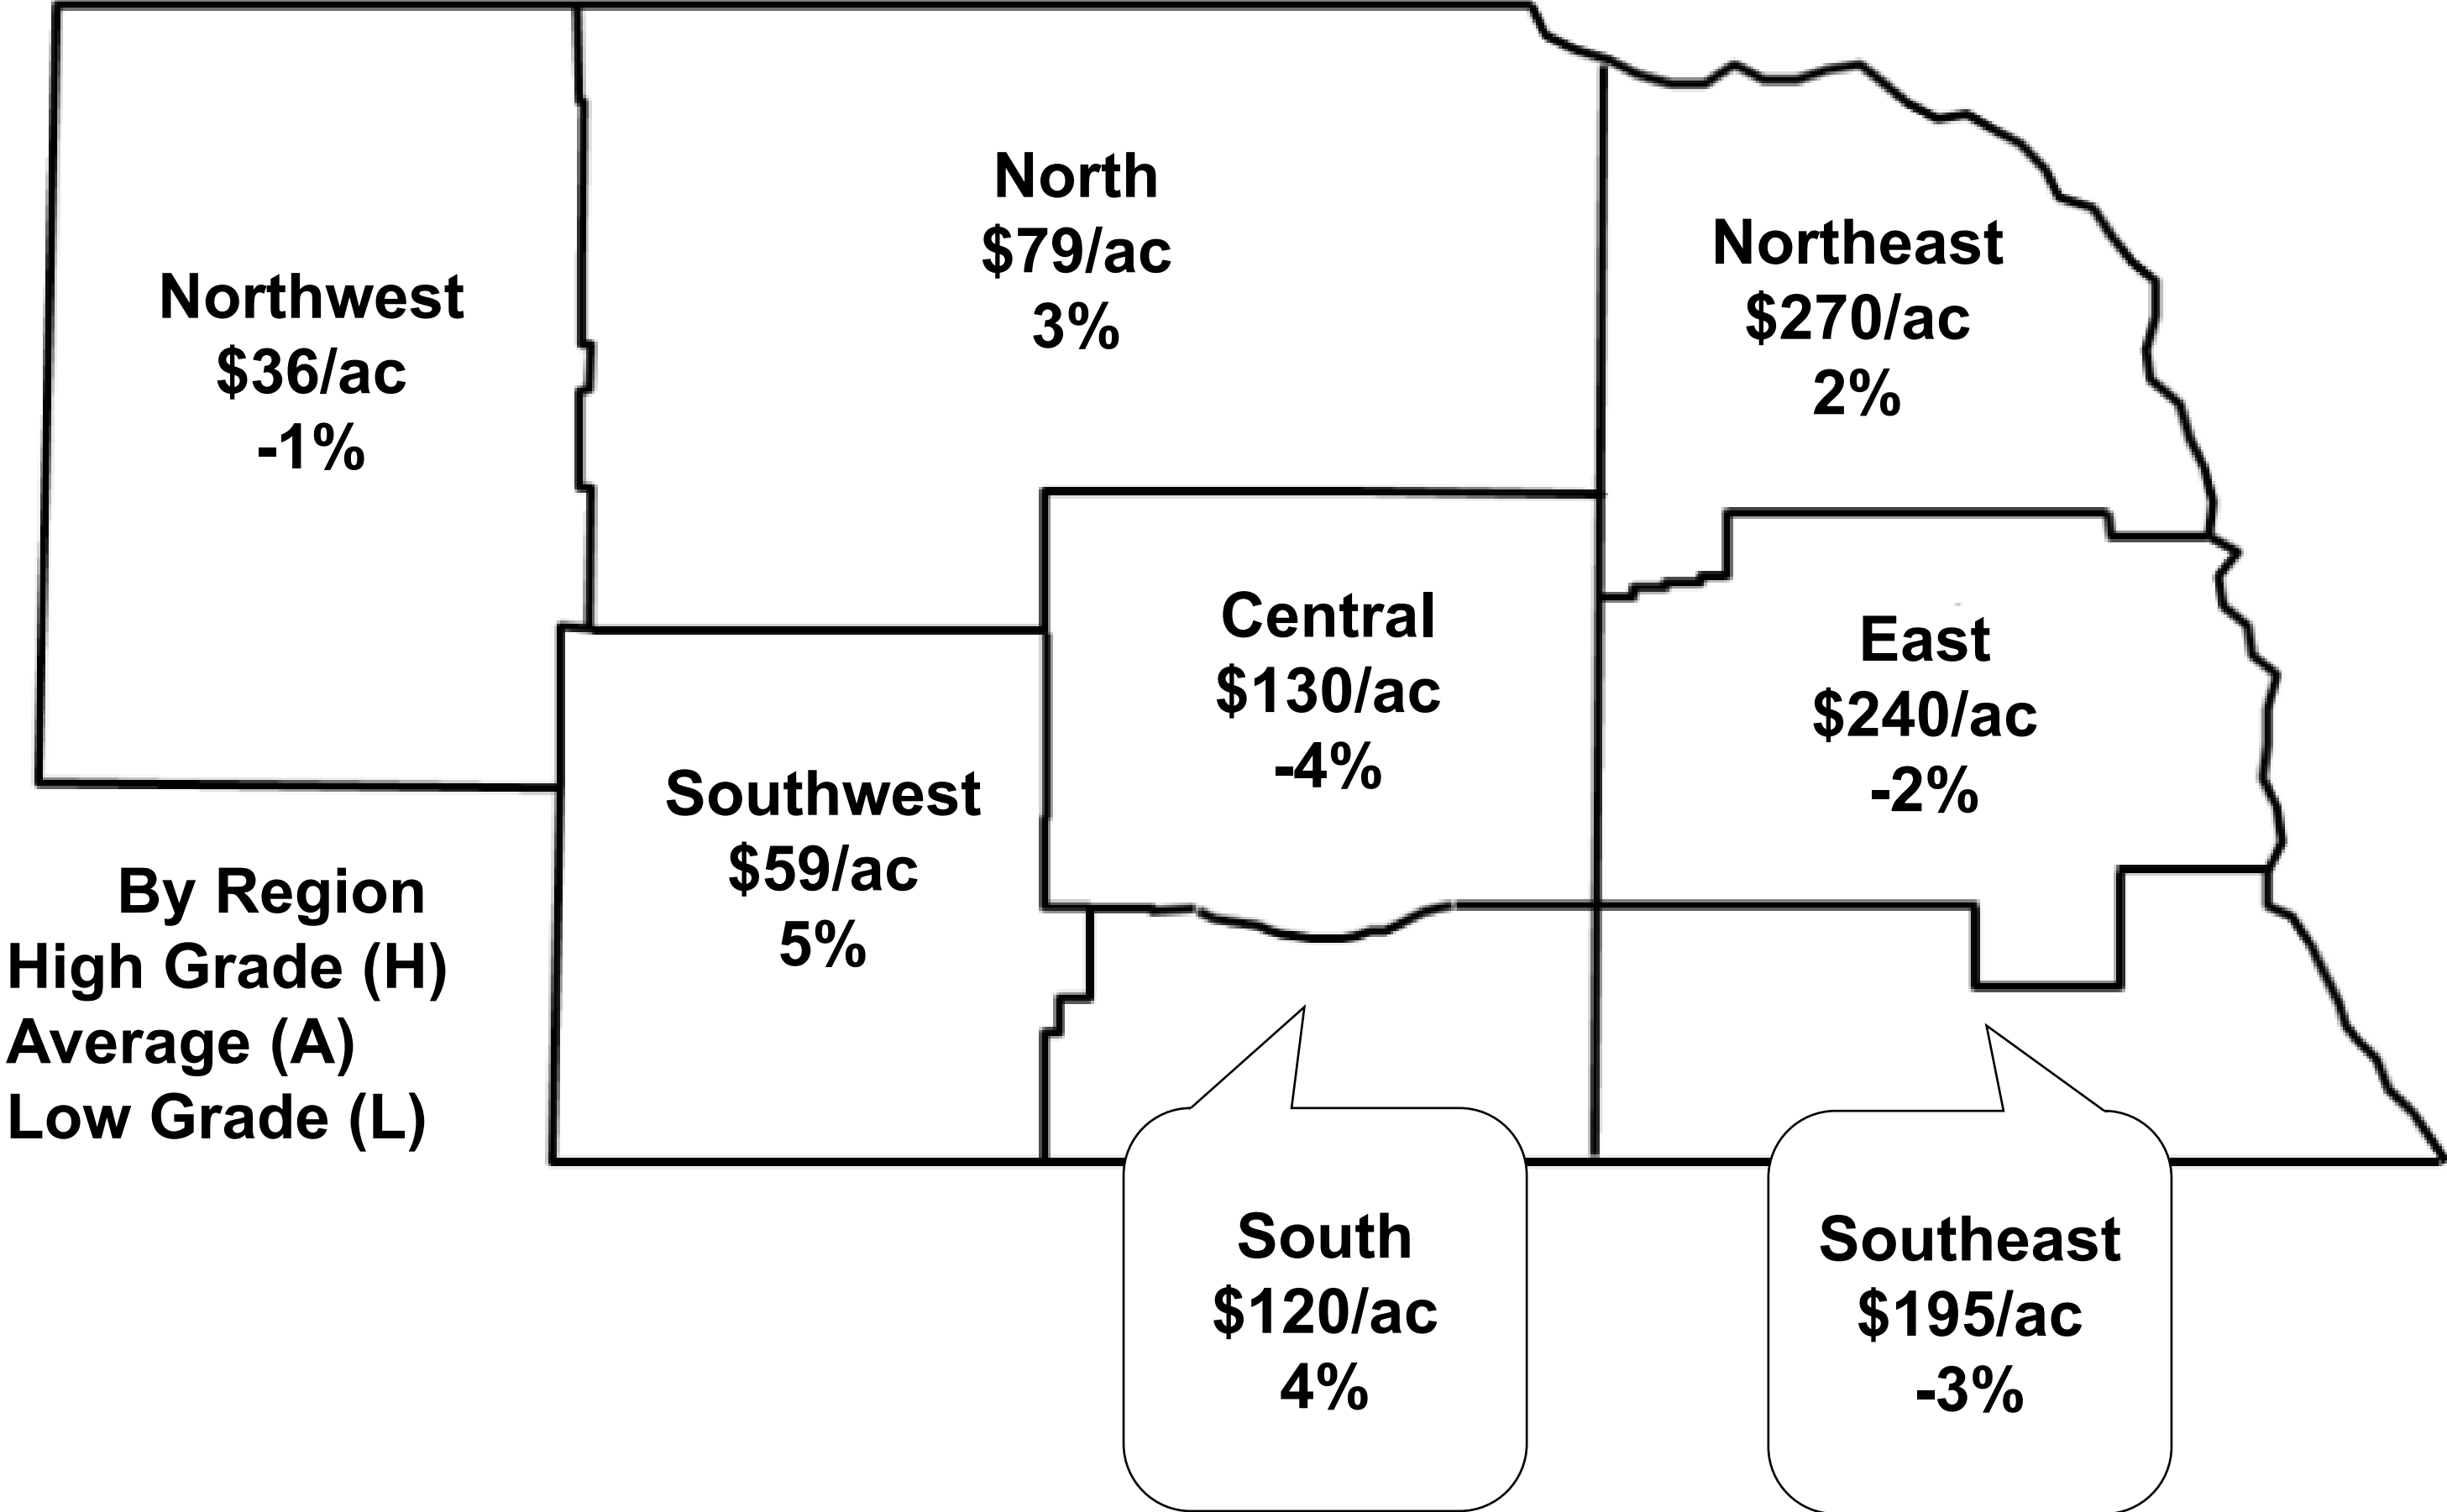 North
$79/ac
3%
Northeast
$270/ac
2%
Northwest
$36/ac
-1%
Central
$130/ac
-4%
East
$240/ac
-2%
Southwest
$59/ac
5%
By Region
High Grade (H)
Average (A)
Low Grade (L)
South
$120/ac
4%
Southeast
$195/ac
-3%